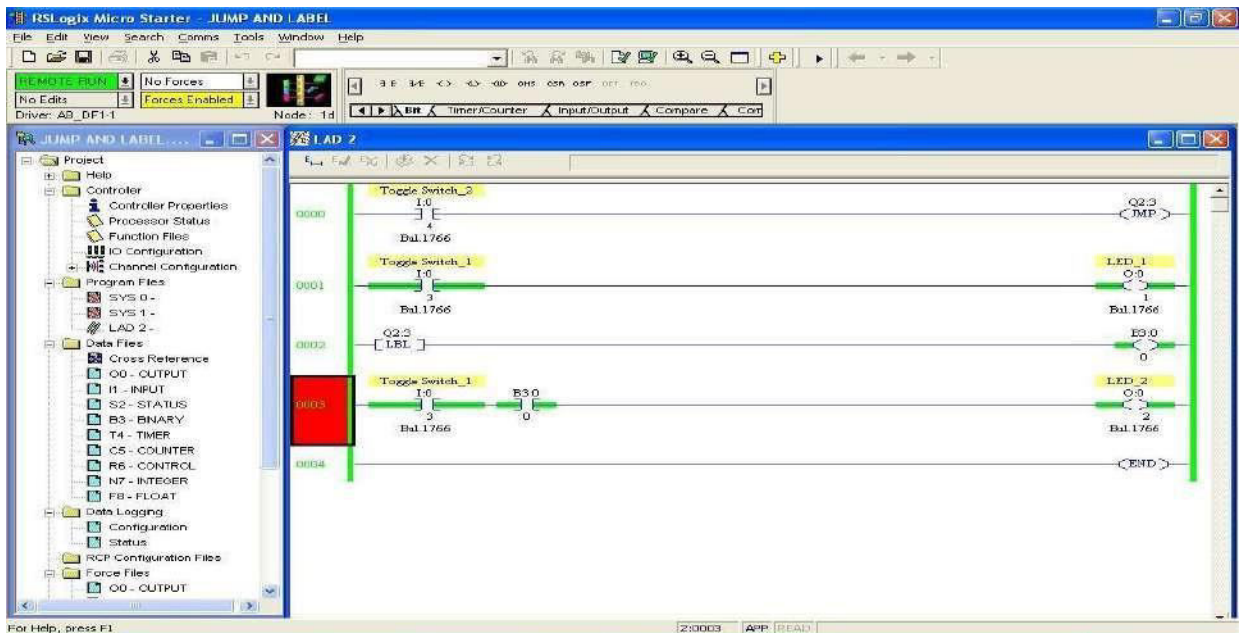 RSLogix Micro Starter - JUMP AND LABEL
File Edit View Search Comms Tools Window Help
REMOTE RUN No Forces
No Edits Forces Enabled
Driver: AB_DF1-1 Node: 1d
Bit Timer/Counter Input/Output Compare
JUMP AND LABEL....
LAD 2
Project
Help
Controller
Controller Properties
Processor Status
Function Files
IO Configuration
Channel Configuration
Program Files
SYS 0 -
SYS 1 -
LAD 2 -
Data Files
Cross Reference
O0 - OUTPUT
I1 - INPUT
S2 - STATUS
B3 - BINARY
T4 - TIMER
C5 - COUNTER
R6 - CONTROL
N7 - INTEGER
F8 - FLOAT
Data Logging
Configuration
Status
RCP Configuration Files
Force Files
O0 - OUTPUT
0000
Toggle Switch_2
I:0
4
Bul.1766
Q2:3
JMP
0001
Toggle Switch_1
I:0
3
Bul.1766
LED_1
O:0
1
Bul.1766
0002
Q2:3
LBL
B3:0
0
0003
Toggle Switch_1
I:0
3
Bul.1766
B3:0
0
LED_2
O:0
2
Bul.1766
0004
END
For Help, press F1
2:0003 APP READ